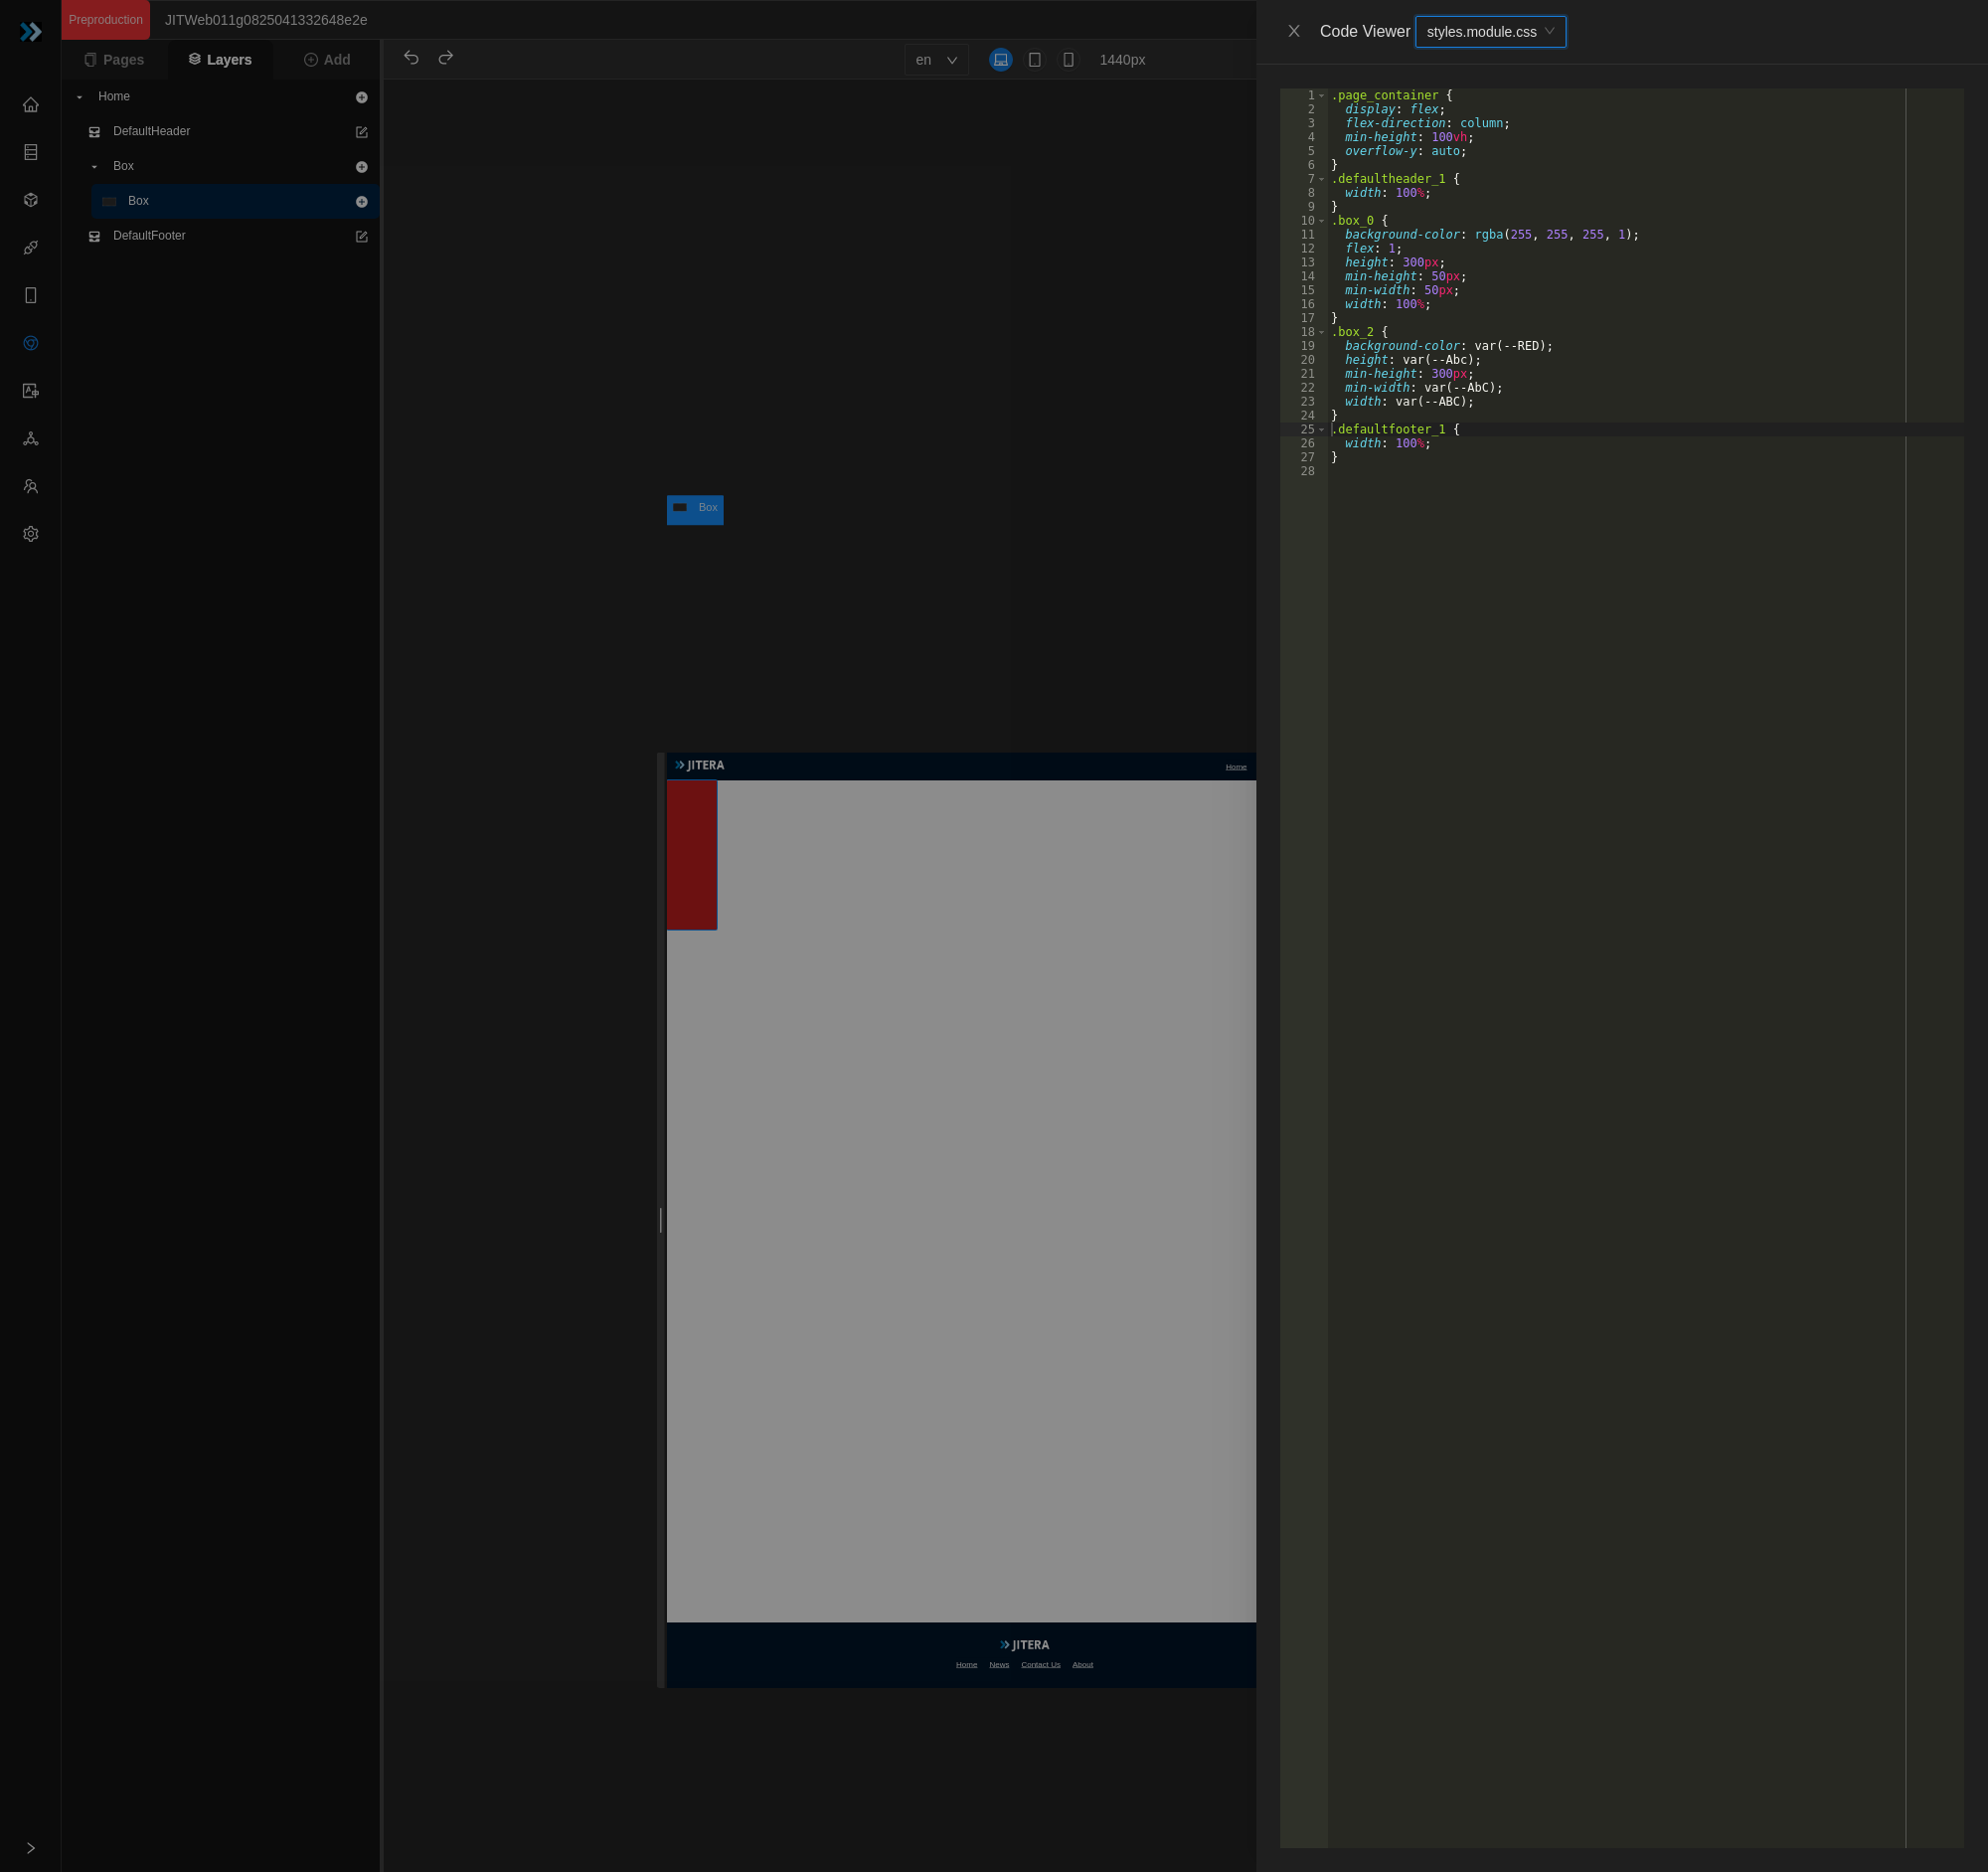 Preproduction
JITWeb011g0825041332648e2e
Pages
Layers
Add
Home
DefaultHeader
Box
Box
DefaultFooter
en
1440px
Box
JITERA
Home
JITERA
Home News Contact Us About
Code Viewer
styles.module.css
1 .page_container {
2 display: flex;
3 flex-direction: column;
4 min-height: 100vh;
5 overflow-y: auto;
6 }
7 .defaultheader_1 {
8 width: 100%;
9 }
10 .box_0 {
11 background-color: rgba(255, 255, 255, 1);
12 flex: 1;
13 height: 300px;
14 min-height: 50px;
15 min-width: 50px;
16 width: 100%;
17 }
18 .box_2 {
19 background-color: var(--RED);
20 height: var(--Abc);
21 min-height: 300px;
22 min-width: var(--AbC);
23 width: var(--ABC);
24 }
25 .defaultfooter_1 {
26 width: 100%;
27 }
28